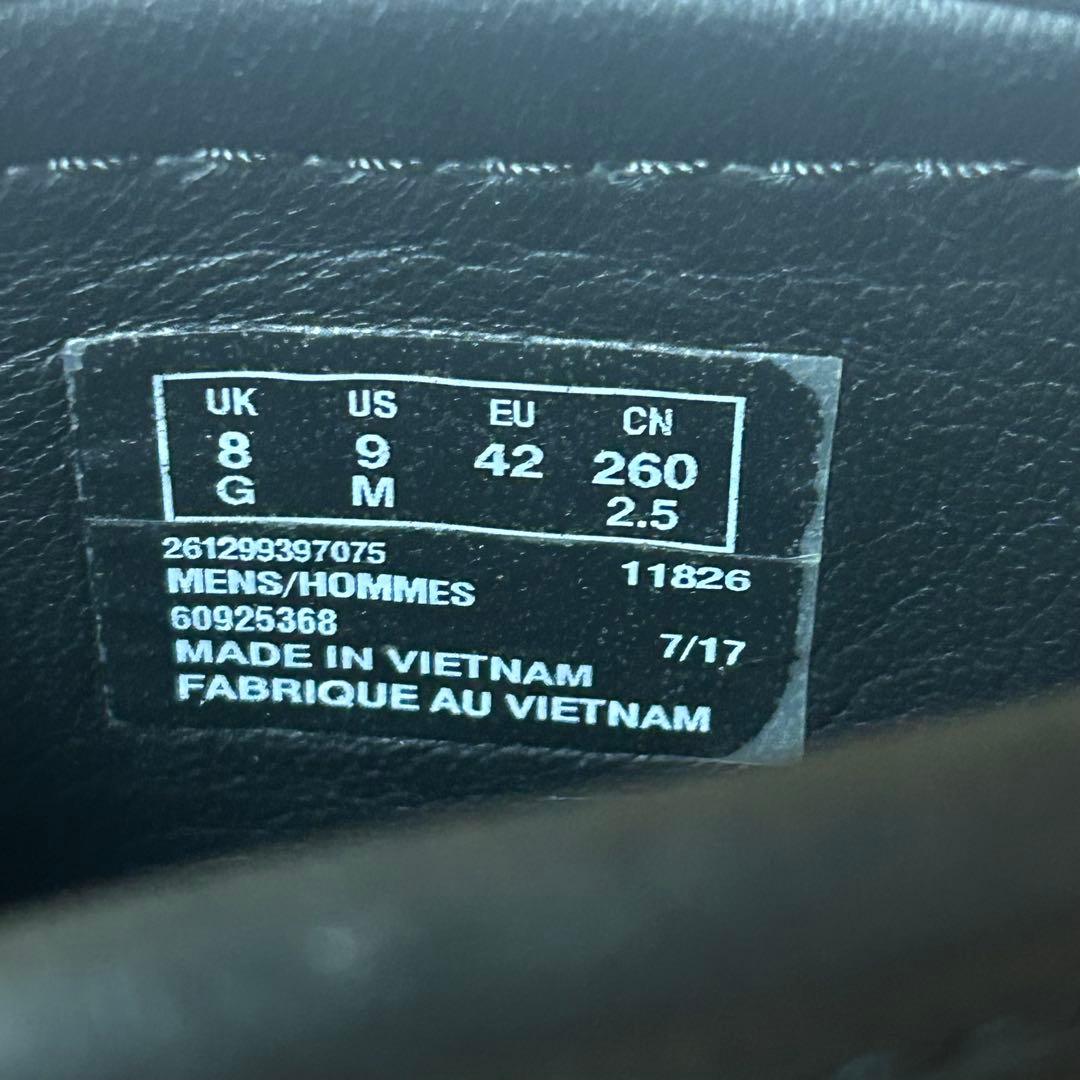 UK US EU CN
8 9 42 260
G M 2.5
261299397075 11826
MENS/HOMMES
60925368 7/17
MADE IN VIETNAM
FABRIQUE AU VIETNAM